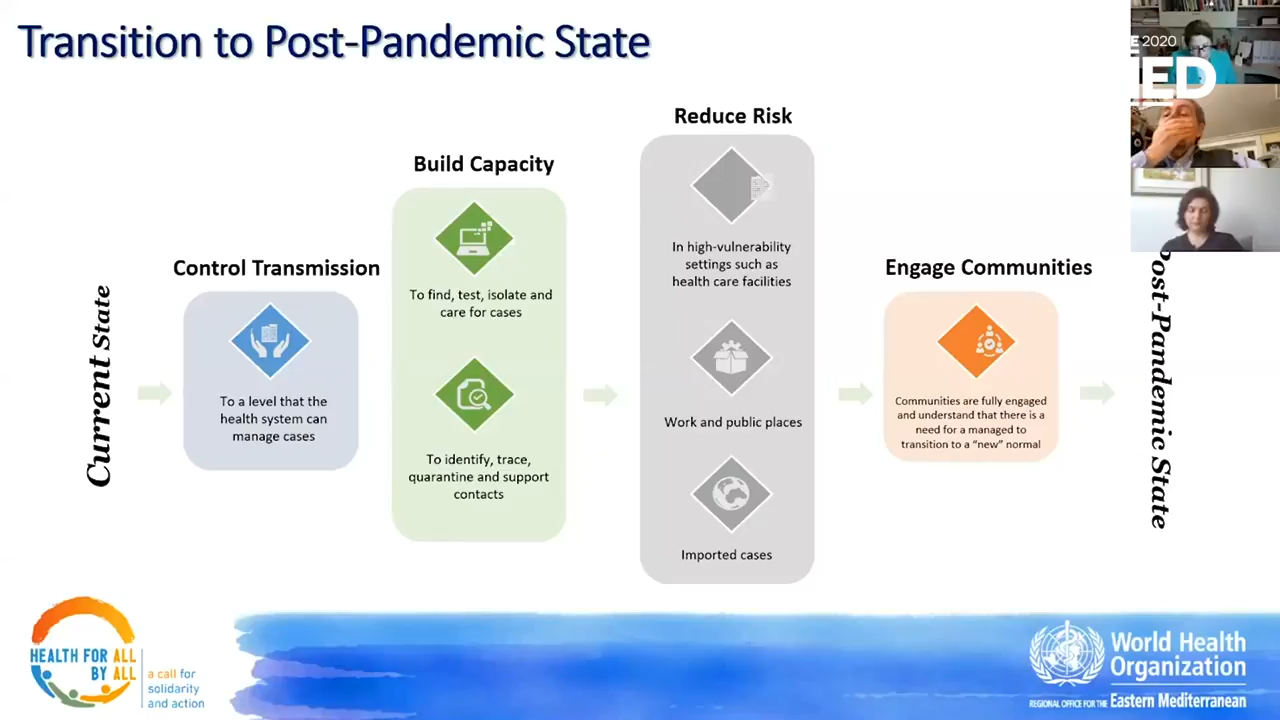 Transition to Post-Pandemic State
E 2020
IED
Reduce Risk
Build Capacity
Control Transmission
Engage Communities
Current State
To a level that the
health system can
manage cases
To find, test, isolate and
care for cases
To identify, trace,
quarantine and support
contacts
In high-vulnerability
settings such as
health care facilities
Work and public places
Imported cases
Communities are fully engaged
and understand that there is a
need for a managed to
transition to a “new” normal
Post-Pandemic State
HEALTH FOR ALL
BY ALL
a call for
solidarity
and action
World Health
Organization
REGIONAL OFFICE FOR THE Eastern Mediterranean